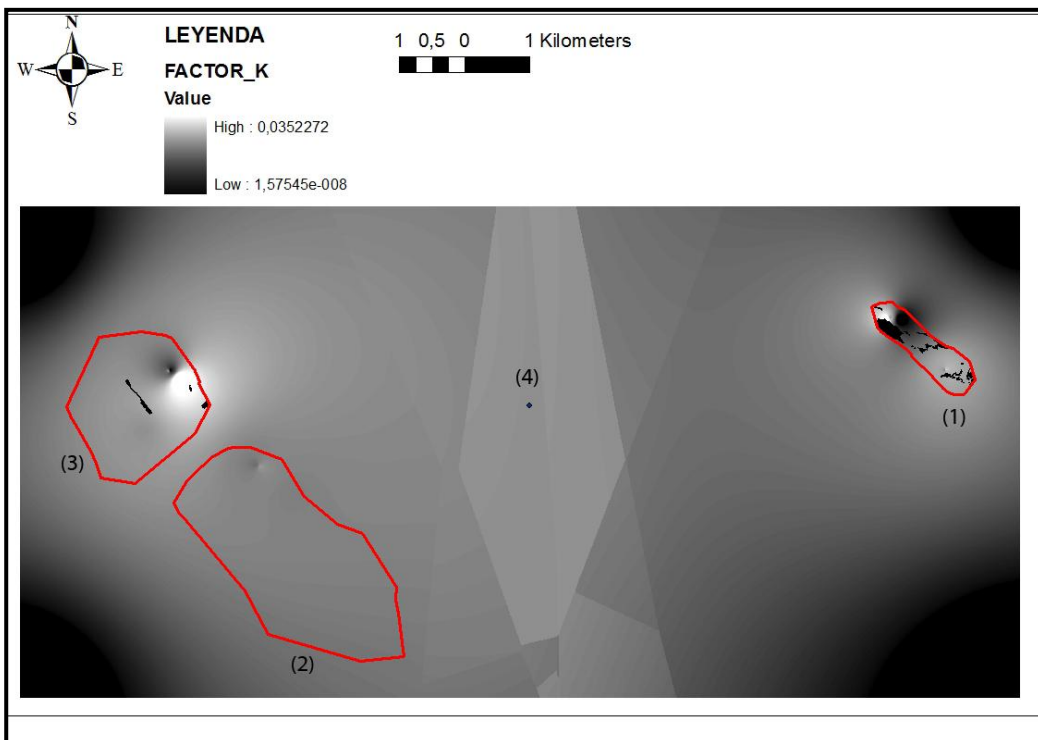 N
W E
S
LEYENDA
FACTOR_K
Value
High : 0,0352272
Low : 1,57545e-008
1 0,5 0 1 Kilometers
(4)
(1)
(3)
(2)